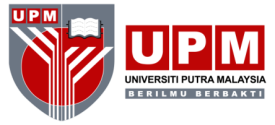 UPM
UPM
UNIVERSITI PUTRA MALAYSIA
BERILMU BERBAKTI